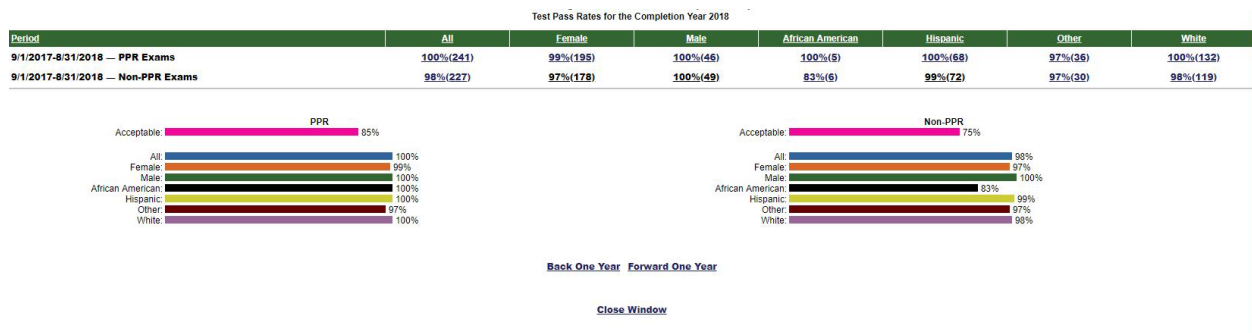 Test Pass Rates for the Completion Year 2018
Period All Female Male African American Hispanic Other White
9/1/2017-8/31/2018 — PPR Exams 100%(241) 99%(195) 100%(46) 100%(5) 100%(68) 97%(36) 100%(132)
9/1/2017-8/31/2018 — Non-PPR Exams 98%(227) 97%(178) 100%(49) 83%(6) 99%(72) 97%(30) 98%(119)
PPR
Acceptable: 85%
All: 100%
Female: 99%
Male: 100%
African American: 100%
Hispanic: 100%
Other: 97%
White: 100%
Non-PPR
Acceptable: 75%
All: 98%
Female: 97%
Male: 100%
African American: 83%
Hispanic: 99%
Other: 97%
White: 98%
Back One Year Forward One Year
Close Window